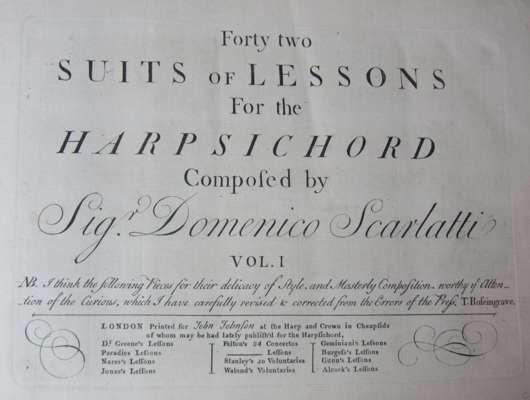 Forty two
SUITS OF LESSONS
For the
HARPSICHORD
Compoſed by
Sigr. Domenico Scarlatti
VOL. I
NB. I think the following Pieces for their delicacy of Style, and Masterly Compoſition, worthy ye Atten-
tion of the Curious, which I have carefully revised & corrected from the Errors of the Preſs. T. Roſeingrave.
LONDON Printed for John Johnſon at the Harp and Crown in Cheapſide
of whom may be had lately publiſh'd for the Harpſichord,
Dr. Greene's Leſſons
Paradies Leſſons
Nares's Leſſons
Jones's Leſſons
Felton's 24 Concertos
Leſſons
Stanley's 20 Voluntaries
Walond's Voluntaries
Geminiani's Leſſons
Burgeſs's Leſſons
Gunn's Leſſons
Alcock's Leſſons